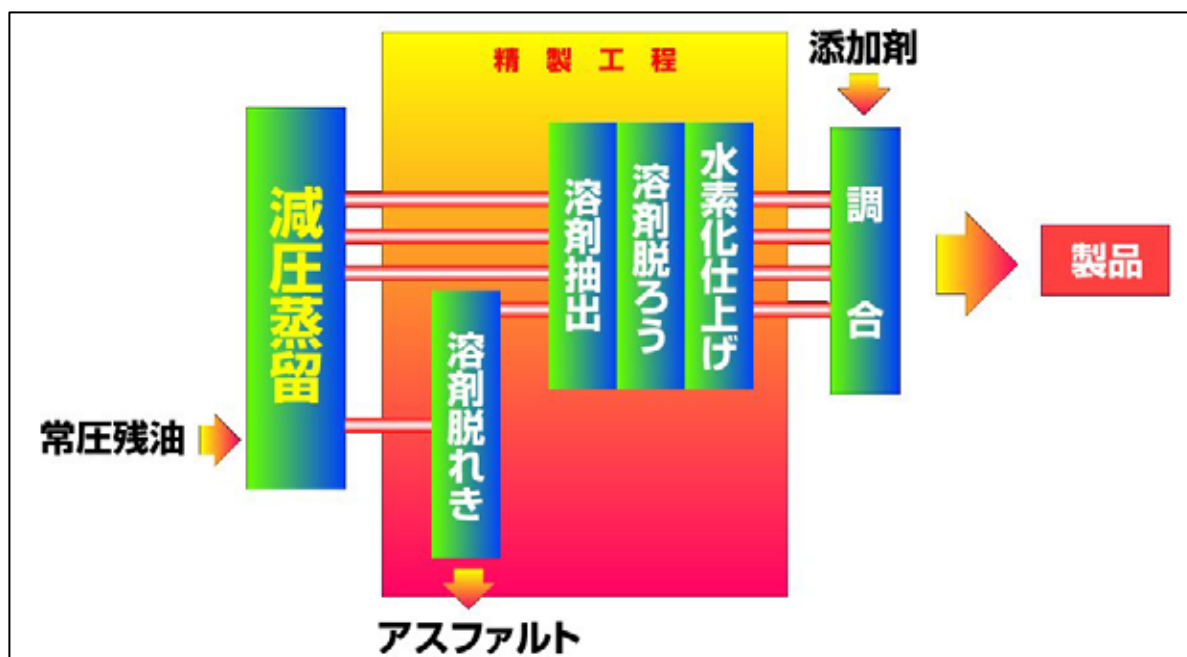 精製工程
添加剤
減圧蒸留
溶剤抽出
溶剤脱ろう
水素化仕上げ
調合
製品
常圧残油
溶剤脱れき
アスファルト